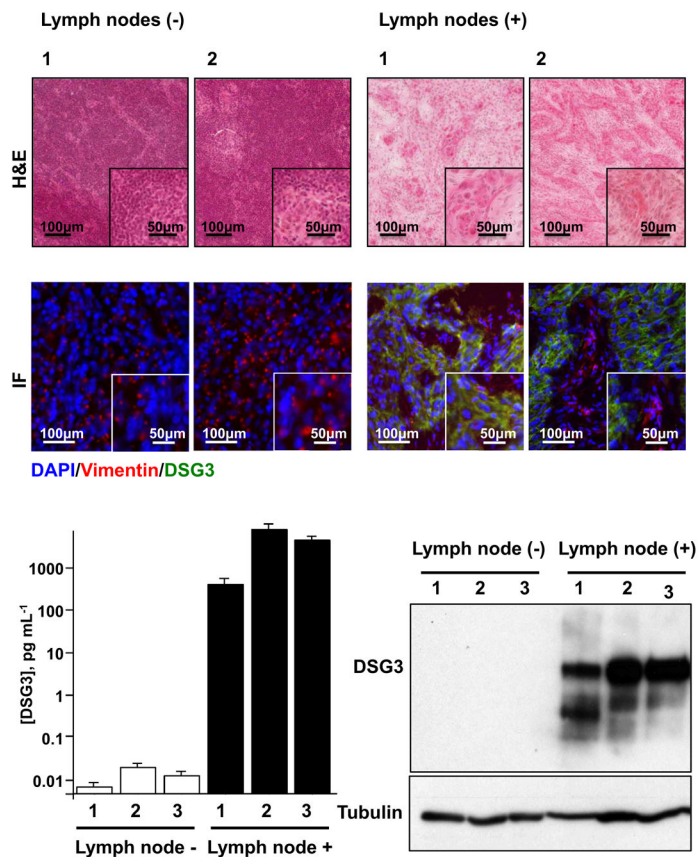 Lymph nodes (-) Lymph nodes (+)
1 2 1 2
H&E
100µm 50µm 100µm 50µm 100µm 50µm 100µm 50µm
IF
100µm 50µm 100µm 50µm 100µm 50µm 100µm 50µm
DAPI/Vimentin/DSG3
[DSG3], pg mL⁻¹
1000
100
10
1
0.1
0.01
1 2 3 1 2 3
Lymph node - Lymph node +
Lymph node (-) Lymph node (+)
1 2 3 1 2 3
DSG3
Tubulin